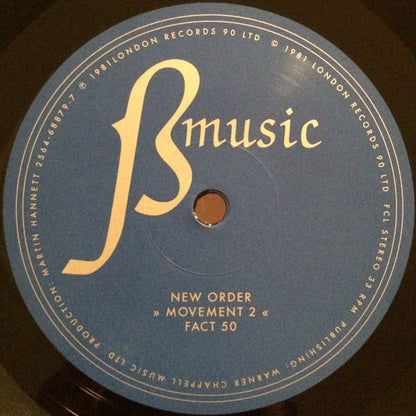 ßmusic
NEW ORDER
» MOVEMENT 2 «
FACT 50
PRODUCTION: MARTIN HANNETT 2564-68879-7 ℗ 1981 LONDON RECORDS 90 LTD © 1981 LONDON RECORDS 90 LTD FCL STEREO 33 RPM PUBLISHING: WARNER CHAPPELL MUSIC LTD